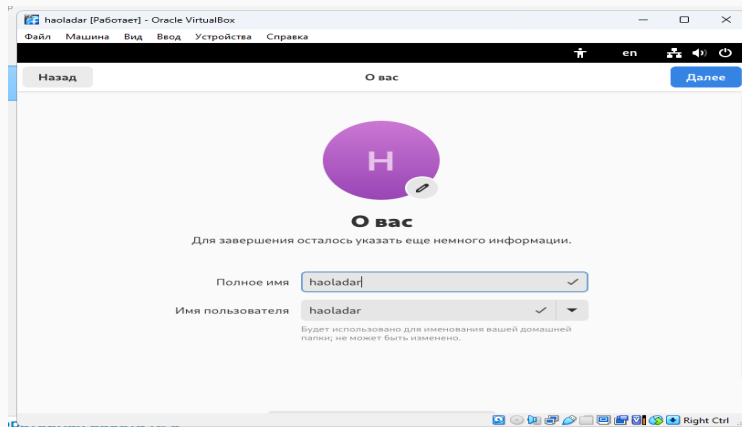 haoladar [Работает] - Oracle VirtualBox
Файл Машина Вид Ввод Устройства Справка
en
Назад О вас Далее
H
О вас
Для завершения осталось указать еще немного информации.
Полное имя haoladar
Имя пользователя haoladar
Будет использовано для именования вашей домашней
папки; не может быть изменено.
Right Ctrl